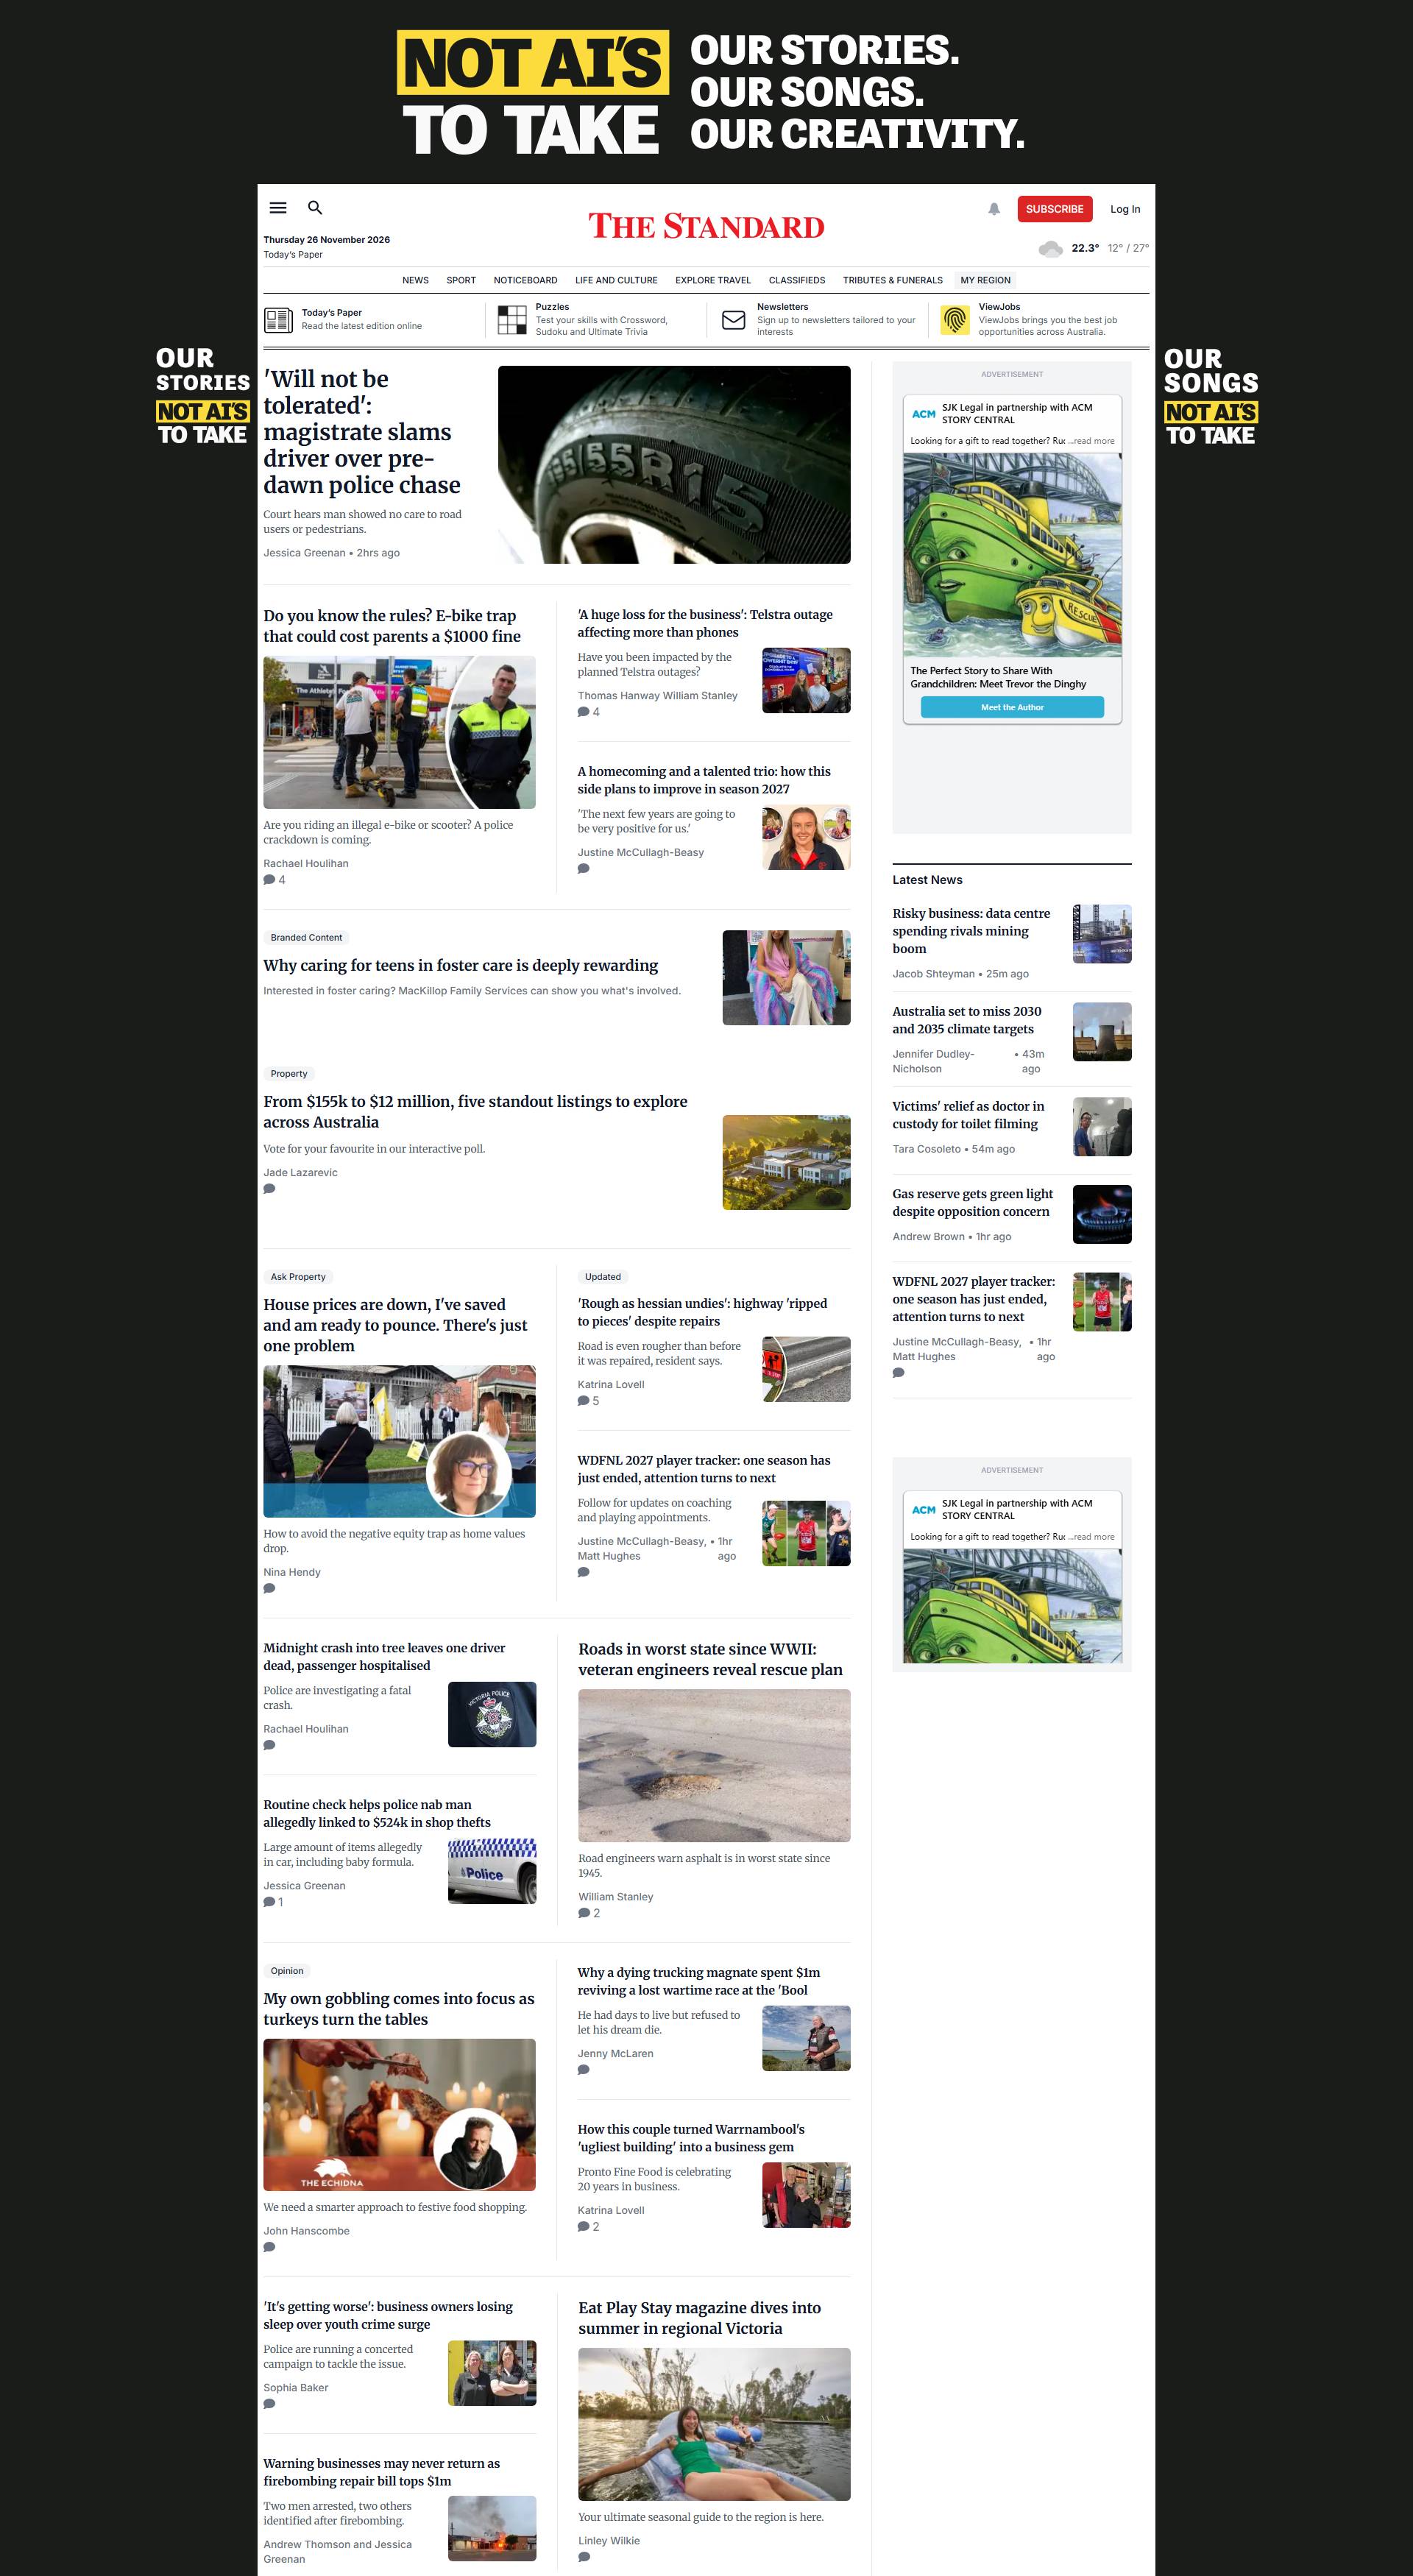 NOT AI'S
TO TAKE
OUR STORIES.
OUR SONGS.
OUR CREATIVITY.
THE STANDARD
SUBSCRIBE
Log In
Thursday 26 November 2026
Today's Paper
22.3° 12° / 27°
NEWS SPORT NOTICEBOARD LIFE AND CULTURE EXPLORE TRAVEL CLASSIFIEDS TRIBUTES & FUNERALS MY REGION
Today's Paper
Read the latest edition online
Puzzles
Test your skills with Crossword,
Sudoku and Ultimate Trivia
Newsletters
Sign up to newsletters tailored to your
interests
ViewJobs
ViewJobs brings you the best job
opportunities across Australia.
OUR
STORIES
NOT AI'S
TO TAKE
OUR
SONGS
NOT AI'S
TO TAKE
'Will not be
tolerated':
magistrate slams
driver over pre-
dawn police chase
Court hears man showed no care to road
users or pedestrians.
Jessica Greenan • 2hrs ago
55R15
Do you know the rules? E-bike trap
that could cost parents a $1000 fine
The Athlete's Foot
Are you riding an illegal e-bike or scooter? A police
crackdown is coming.
Rachael Houlihan
4
'A huge loss for the business': Telstra outage
affecting more than phones
Have you been impacted by the
planned Telstra outages?
Thomas Hanway William Stanley
4
A homecoming and a talented trio: how this
side plans to improve in season 2027
'The next few years are going to
be very positive for us.'
Justine McCullagh-Beasy
Branded Content
Why caring for teens in foster care is deeply rewarding
Interested in foster caring? MacKillop Family Services can show you what's involved.
Property
From $155k to $12 million, five standout listings to explore
across Australia
Vote for your favourite in our interactive poll.
Jade Lazarevic
Ask Property
House prices are down, I've saved
and am ready to pounce. There's just
one problem
How to avoid the negative equity trap as home values
drop.
Nina Hendy
Updated
'Rough as hessian undies': highway 'ripped
to pieces' despite repairs
Road is even rougher than before
it was repaired, resident says.
Katrina Lovell
5
WDFNL 2027 player tracker: one season has
just ended, attention turns to next
Follow for updates on coaching
and playing appointments.
Justine McCullagh-Beasy, • 1hr
Matt Hughes ago
Midnight crash into tree leaves one driver
dead, passenger hospitalised
Police are investigating a fatal
crash.
Rachael Houlihan
VICTORIA POLICE
Routine check helps police nab man
allegedly linked to $524k in shop thefts
Large amount of items allegedly
in car, including baby formula.
Jessica Greenan
1
Police
Roads in worst state since WWII:
veteran engineers reveal rescue plan
Road engineers warn asphalt is in worst state since
1945.
William Stanley
2
Opinion
My own gobbling comes into focus as
turkeys turn the tables
THE ECHIDNA
We need a smarter approach to festive food shopping.
John Hanscombe
Why a dying trucking magnate spent $1m
reviving a lost wartime race at the 'Bool
He had days to live but refused to
let his dream die.
Jenny McLaren
How this couple turned Warrnambool's
'ugliest building' into a business gem
Pronto Fine Food is celebrating
20 years in business.
Katrina Lovell
2
'It's getting worse': business owners losing
sleep over youth crime surge
Police are running a concerted
campaign to tackle the issue.
Sophia Baker
Warning businesses may never return as
firebombing repair bill tops $1m
Two men arrested, two others
identified after firebombing.
Andrew Thomson and Jessica
Greenan
Eat Play Stay magazine dives into
summer in regional Victoria
Your ultimate seasonal guide to the region is here.
Linley Wilkie
ADVERTISEMENT
ACM
SJK Legal in partnership with ACM
STORY CENTRAL
Looking for a gift to read together? Ruc ...read more
RESCUE
The Perfect Story to Share With
Grandchildren: Meet Trevor the Dinghy
Meet the Author
Latest News
Risky business: data centre
spending rivals mining
boom
Jacob Shteyman • 25m ago
Australia set to miss 2030
and 2035 climate targets
Jennifer Dudley- • 43m
Nicholson ago
Victims' relief as doctor in
custody for toilet filming
Tara Cosoleto • 54m ago
Gas reserve gets green light
despite opposition concern
Andrew Brown • 1hr ago
WDFNL 2027 player tracker:
one season has just ended,
attention turns to next
Justine McCullagh-Beasy, • 1hr
Matt Hughes ago
ADVERTISEMENT
ACM
SJK Legal in partnership with ACM
STORY CENTRAL
Looking for a gift to read together? Ruc ...read more